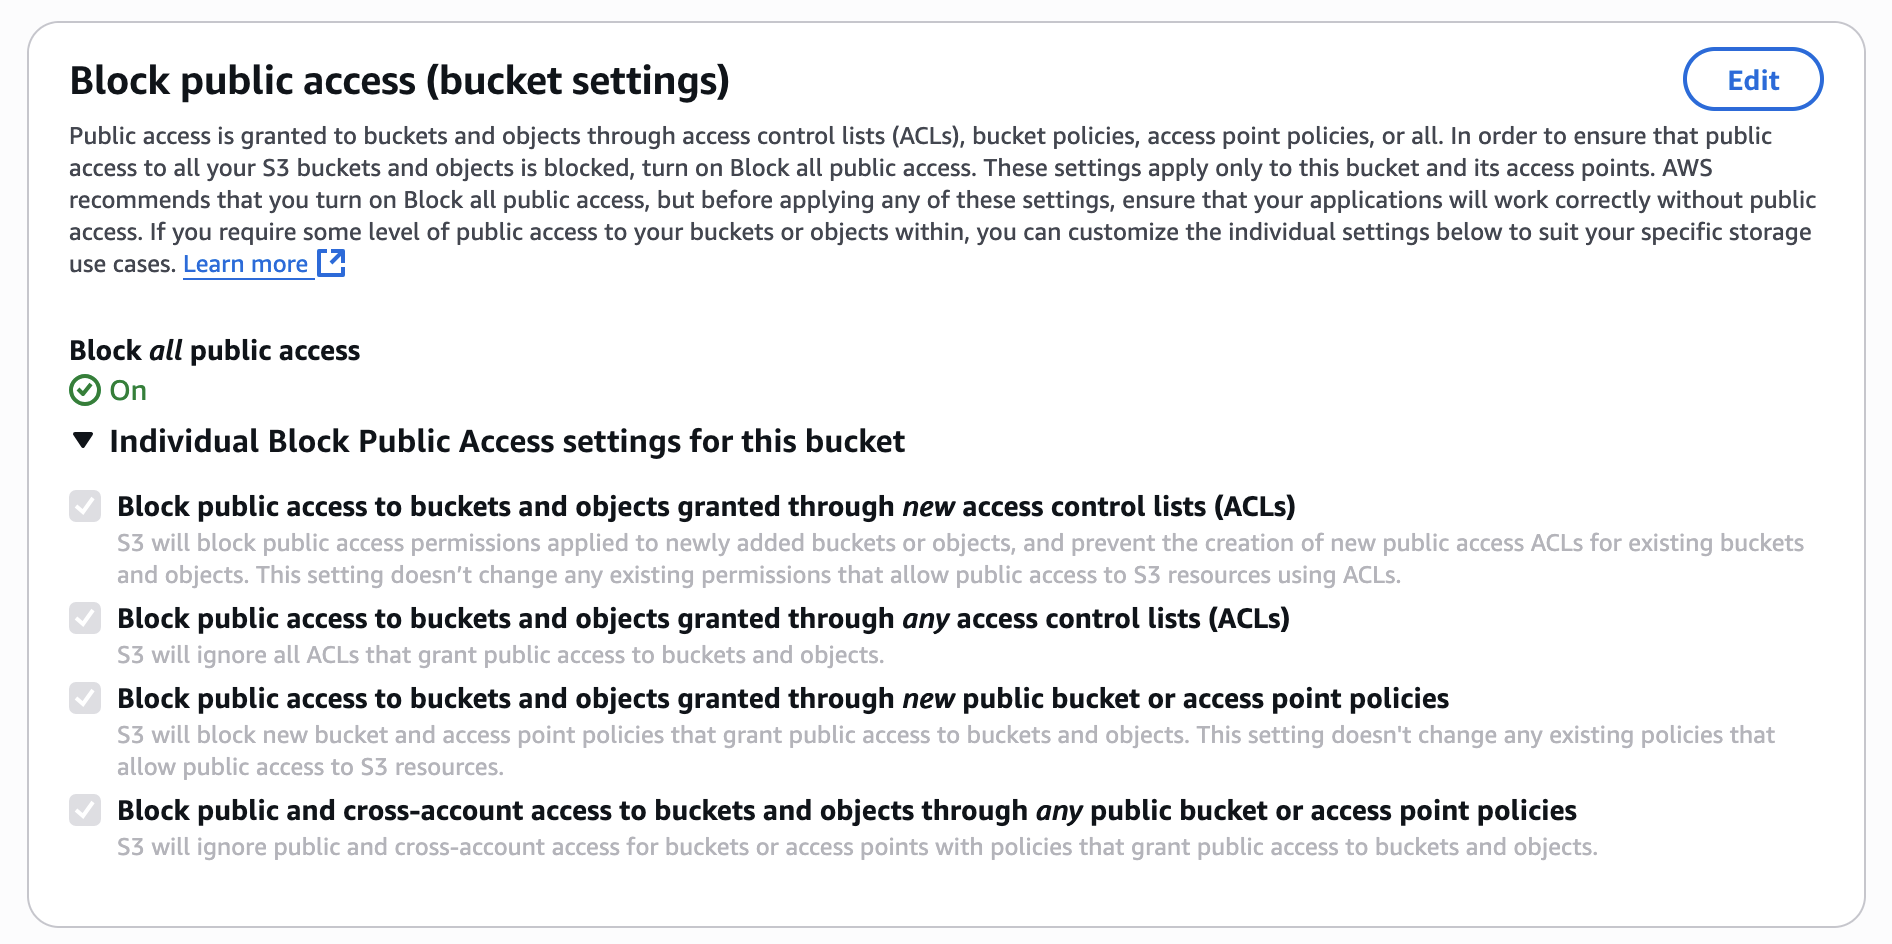 Block public access (bucket settings)
Edit
Public access is granted to buckets and objects through access control lists (ACLs), bucket policies, access point policies, or all. In order to ensure that public
access to all your S3 buckets and objects is blocked, turn on Block all public access. These settings apply only to this bucket and its access points. AWS
recommends that you turn on Block all public access, but before applying any of these settings, ensure that your applications will work correctly without public
access. If you require some level of public access to your buckets or objects within, you can customize the individual settings below to suit your specific storage
use cases. Learn more
Block all public access
On
Individual Block Public Access settings for this bucket
Block public access to buckets and objects granted through new access control lists (ACLs)
S3 will block public access permissions applied to newly added buckets or objects, and prevent the creation of new public access ACLs for existing buckets
and objects. This setting doesn’t change any existing permissions that allow public access to S3 resources using ACLs.
Block public access to buckets and objects granted through any access control lists (ACLs)
S3 will ignore all ACLs that grant public access to buckets and objects.
Block public access to buckets and objects granted through new public bucket or access point policies
S3 will block new bucket and access point policies that grant public access to buckets and objects. This setting doesn't change any existing policies that
allow public access to S3 resources.
Block public and cross-account access to buckets and objects through any public bucket or access point policies
S3 will ignore public and cross-account access for buckets or access points with policies that grant public access to buckets and objects.